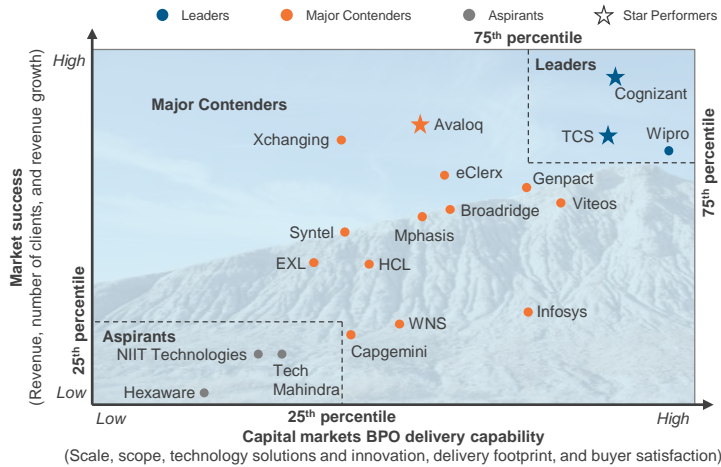 Leaders
Major Contenders
Aspirants
Star Performers
75th percentile
High
Leaders
Cognizant
Major Contenders
Avaloq
TCS
Wipro
Xchanging
eClerx
Genpact
75th percentile
Broadridge
Viteos
Mphasis
Syntel
EXL
HCL
Market success
(Revenue, number of clients, and revenue growth)
25th percentile
Infosys
WNS
Capgemini
Aspirants
NIIT Technologies
Tech
Mahindra
Hexaware
Low
Low
25th percentile
High
Capital markets BPO delivery capability
(Scale, scope, technology solutions and innovation, delivery footprint, and buyer satisfaction)